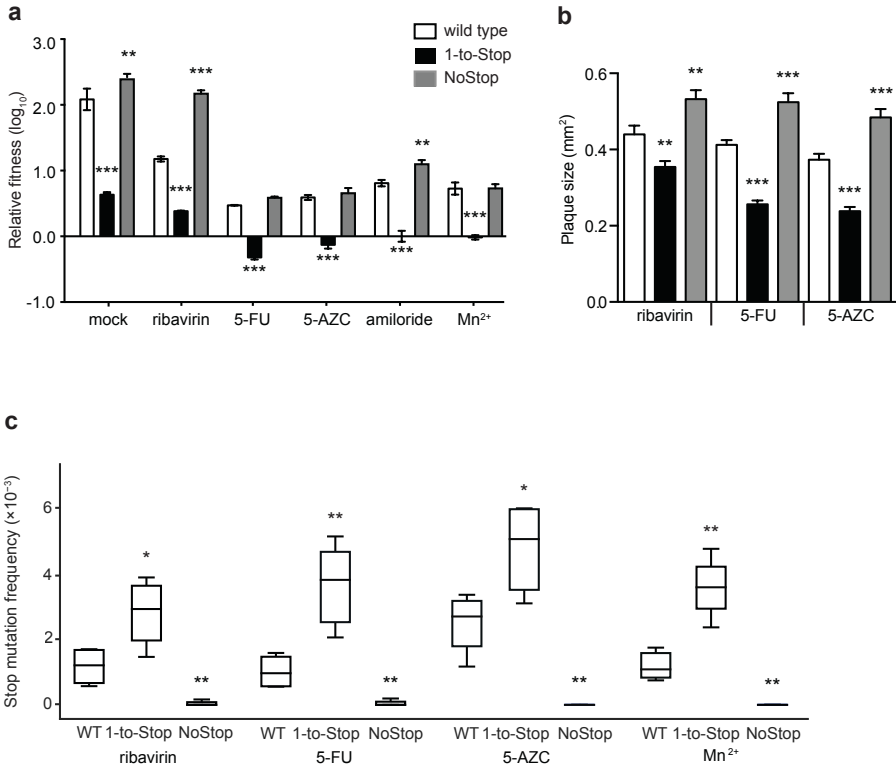 a
wild type
1-to-Stop
NoStop
Relative fitness (log10)
3.0
2.0
1.0
0.0
-1.0
**
***
***
***
***
***
**
***
***
mock ribavirin 5-FU 5-AZC amiloride Mn2+
b
Plaque size (mm2)
0.6
0.4
0.2
0.0
**
**
***
***
***
***
ribavirin 5-FU 5-AZC
c
Stop mutation frequency (×10−3)
6
4
2
0
*
**
**
**
*
**
**
**
WT 1-to-Stop NoStop WT 1-to-Stop NoStop WT 1-to-Stop NoStop WT 1-to-Stop NoStop
ribavirin 5-FU 5-AZC Mn2+